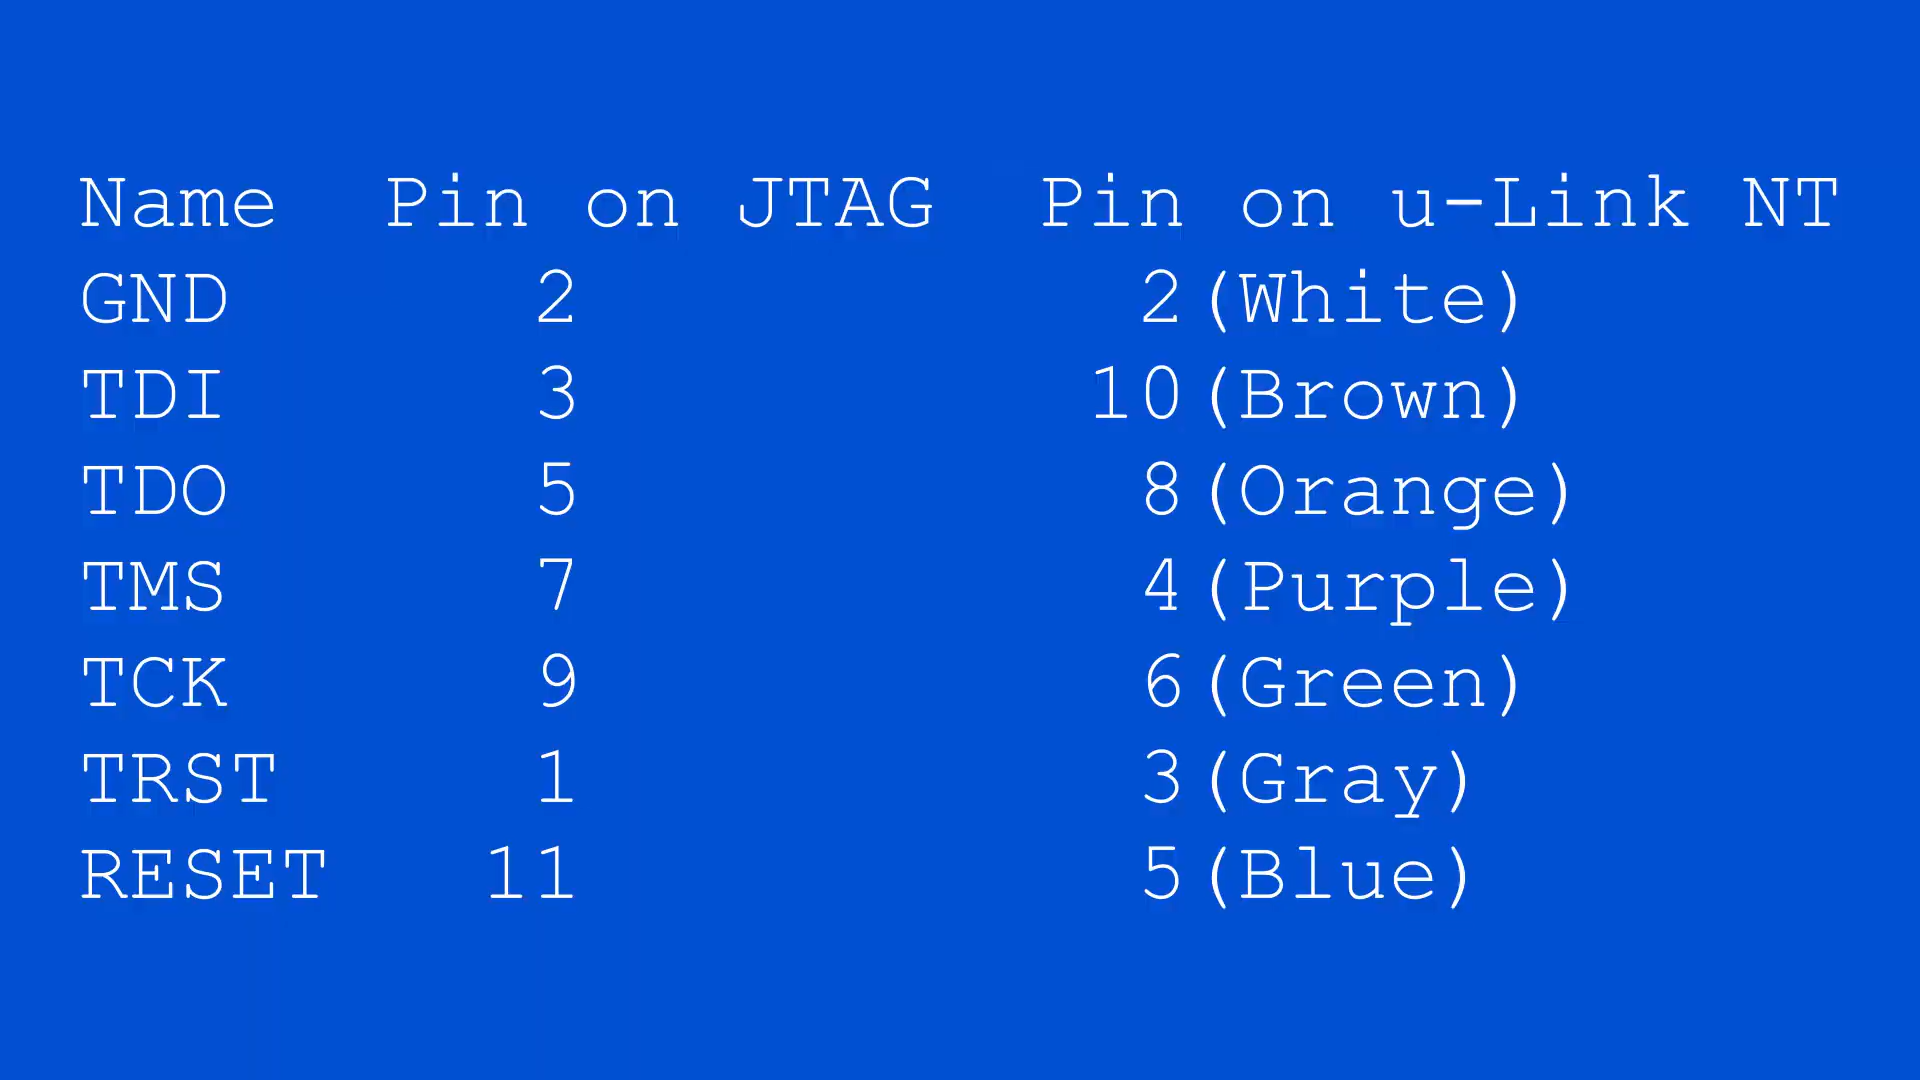 Name Pin on JTAG Pin on u-Link NT
GND 2 2(White)
TDI 3 10(Brown)
TDO 5 8(Orange)
TMS 7 4(Purple)
TCK 9 6(Green)
TRST 1 3(Gray)
RESET 11 5(Blue)